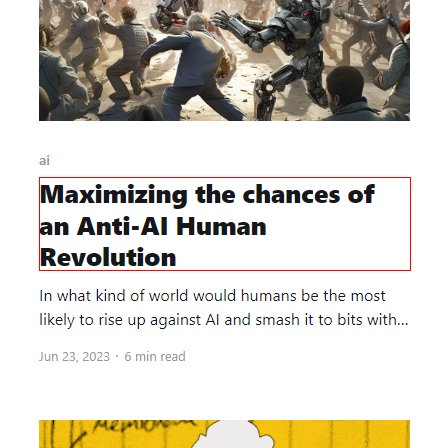 ai
Maximizing the chances of
an Anti-AI Human
Revolution
In what kind of world would humans be the most
likely to rise up against AI and smash it to bits with...
Jun 23, 2023 · 6 min read